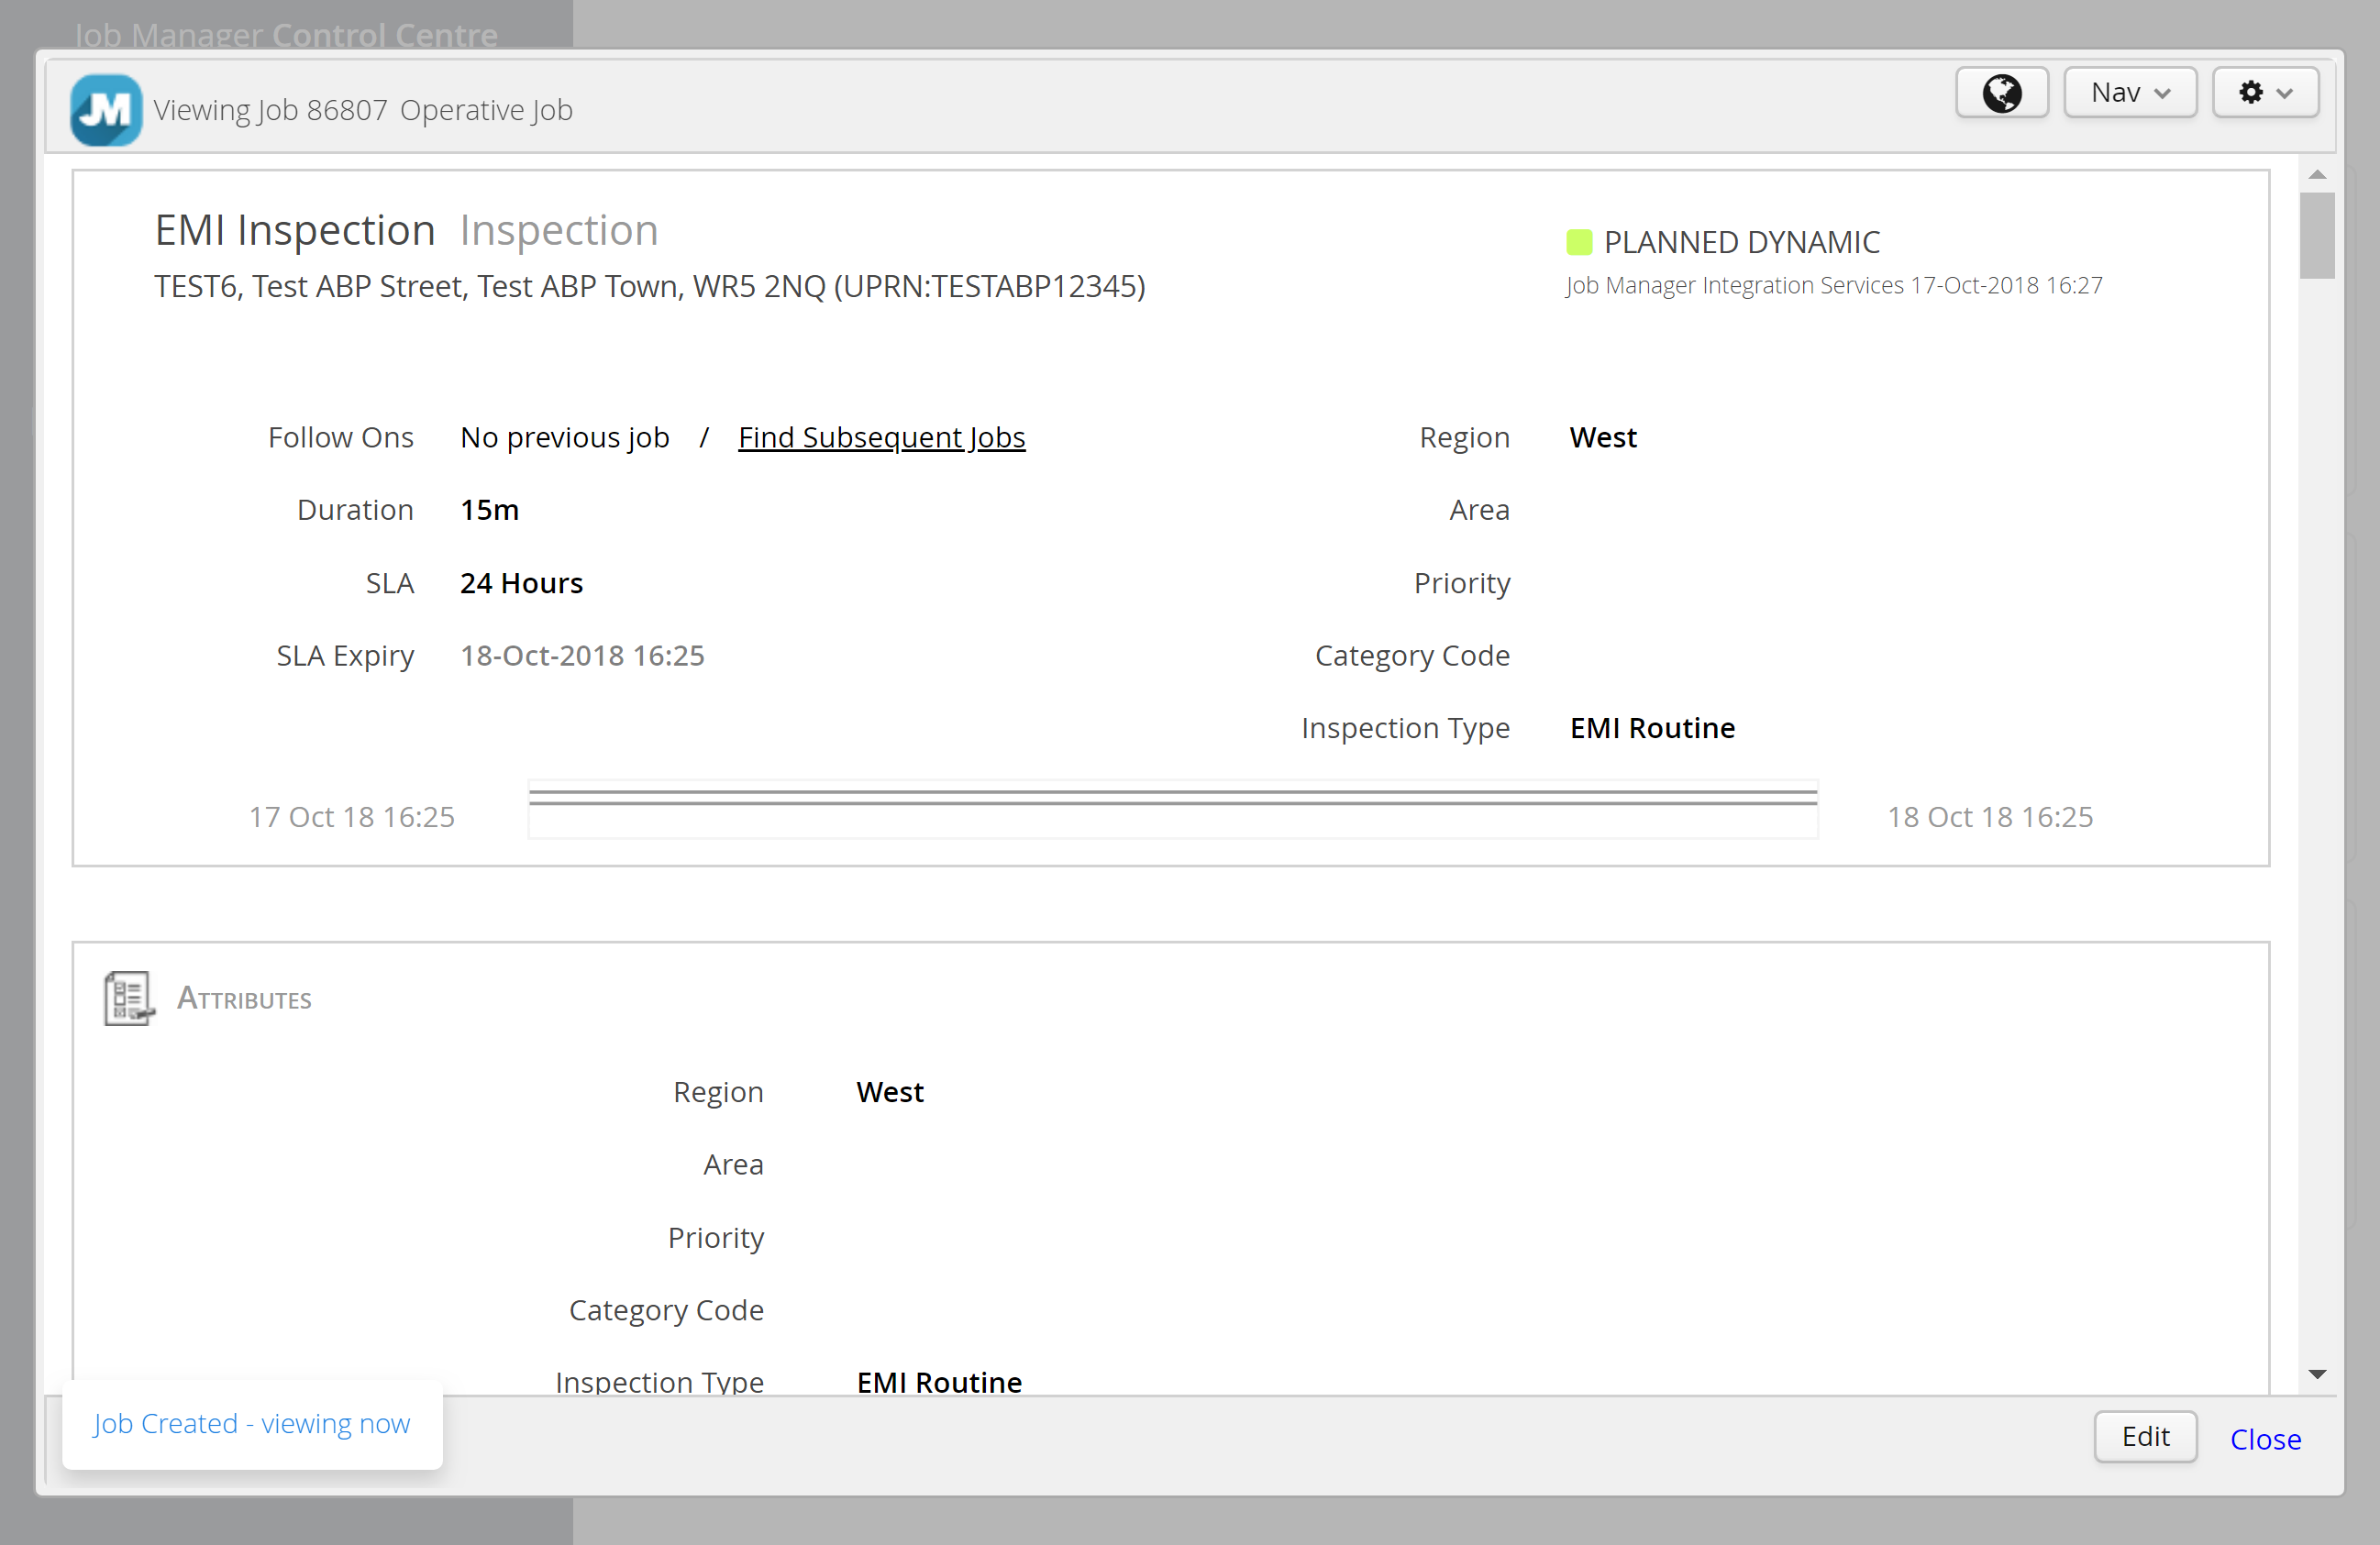 Job Manager Control Centre
JM Viewing Job 86807 Operative Job
Nav
EMI Inspection Inspection
PLANNED DYNAMIC
TEST6, Test ABP Street, Test ABP Town, WR5 2NQ (UPRN:TESTABP12345)
Job Manager Integration Services 17-Oct-2018 16:27
Follow Ons No previous job / Find Subsequent Jobs
Region West
Duration 15m
Area
SLA 24 Hours
Priority
SLA Expiry 18-Oct-2018 16:25
Category Code
Inspection Type EMI Routine
17 Oct 18 16:25
18 Oct 18 16:25
Attributes
Region West
Area
Priority
Category Code
Inspection Type EMI Routine
Job Created - viewing now
Edit Close